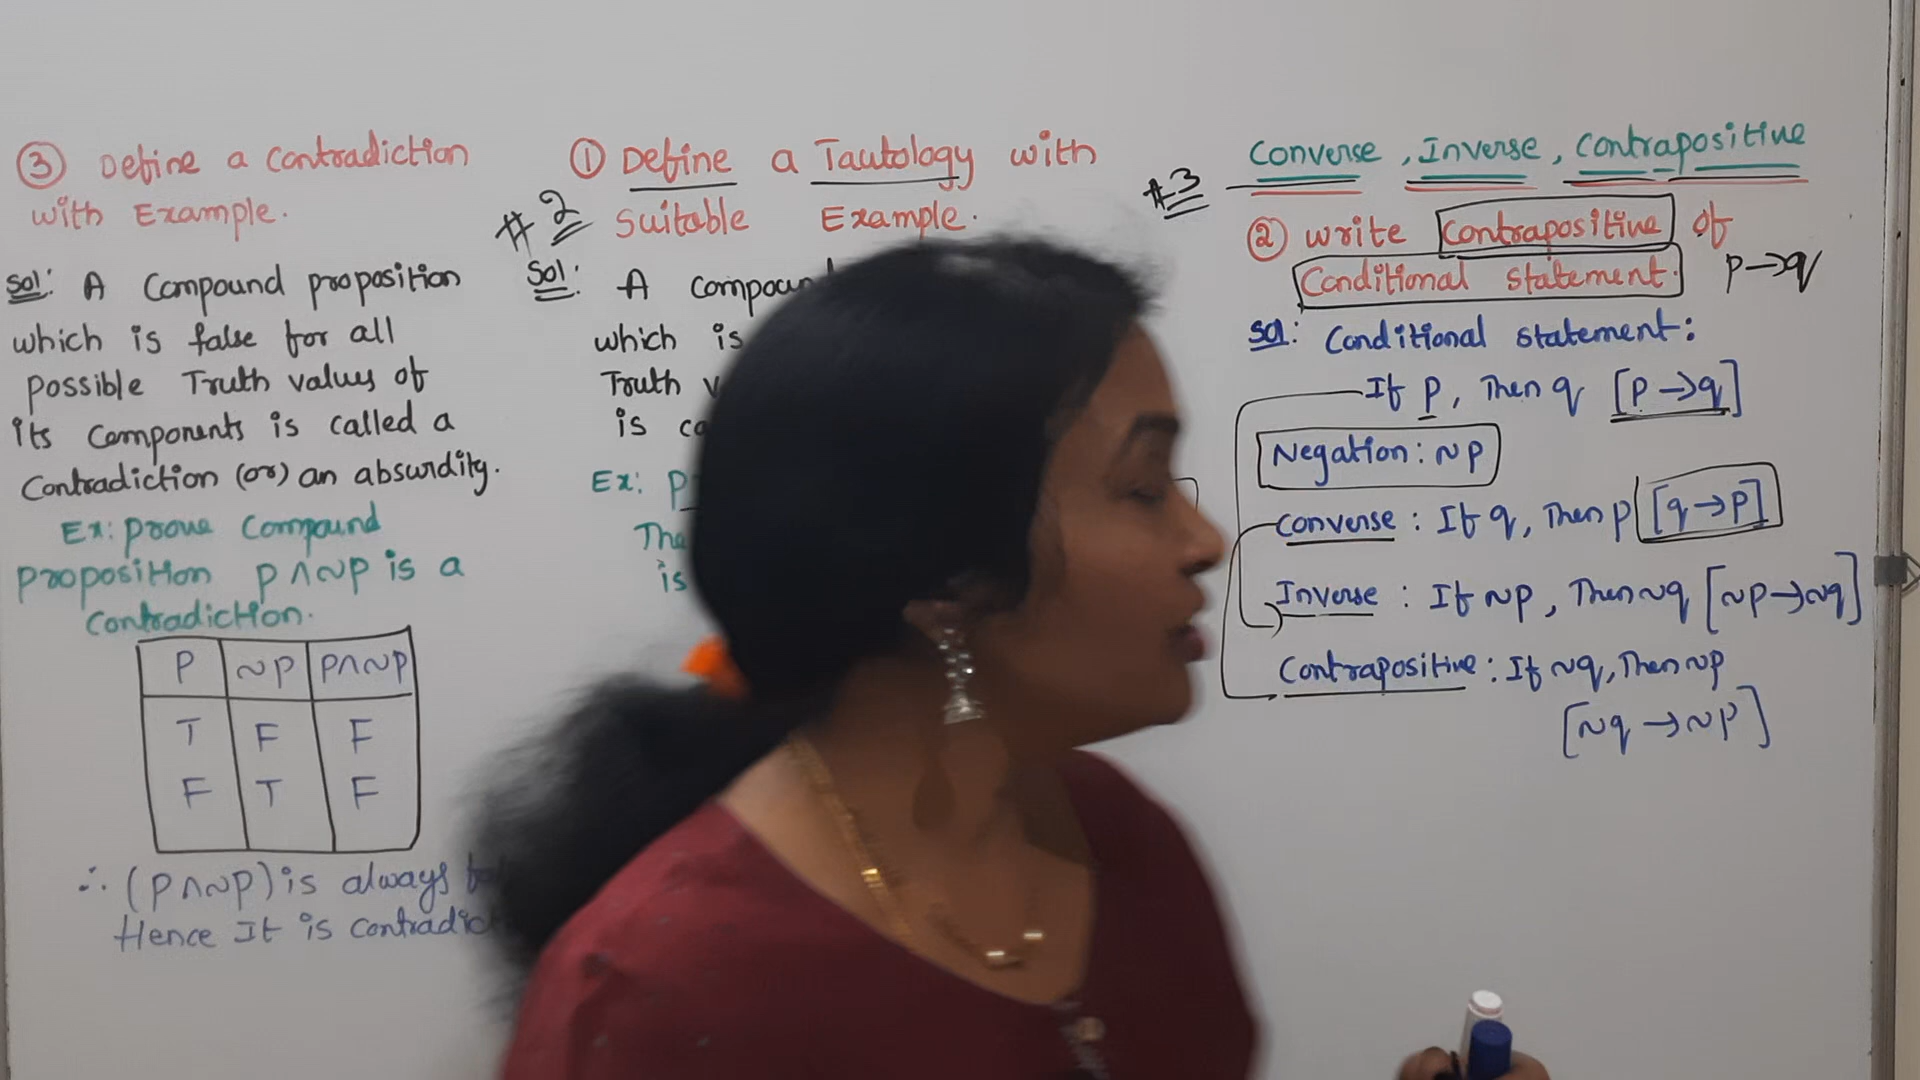 ③ Define a Contradiction
with Example.
Sol: A Compound proposition
which is false for all
possible Truth values of
its Components is called a
Contradiction (or) an absurdity.
Ex: prove Compound
proposition p∧~p is a
Contradiction.
P ~P P∧~P
T F F
F T F
∴ (P∧~P) is always
Hence It is
#2
① Define a Tautology with
Suitable Example.
Sol: A
which is
Truth
is
Ex: p
is
#3
Converse, Inverse, Contrapositive
② Write Contrapositive of
Conditional Statement. P→q
Sol: Conditional Statement:
If P, Then q [P→q]
Negation: ~P
Converse: If q, Then p [q→p]
Inverse: If ~p, Then ~q [~p→~q]
Contrapositive: If ~q, Then ~p
[~q→~p]